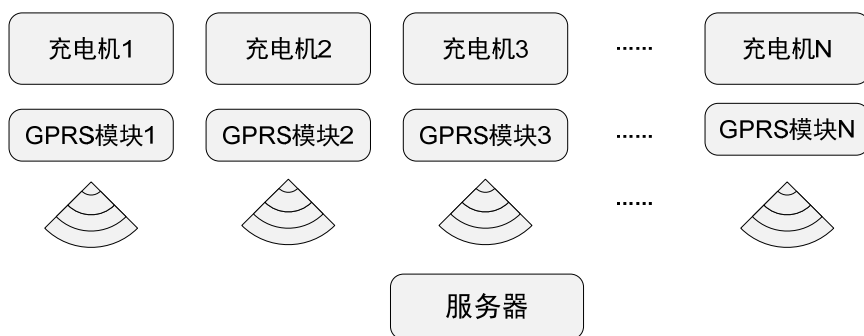 充电机1 充电机2 充电机3 ...... 充电机N
GPRS模块1 GPRS模块2 GPRS模块3 ...... GPRS模块N
......
服务器